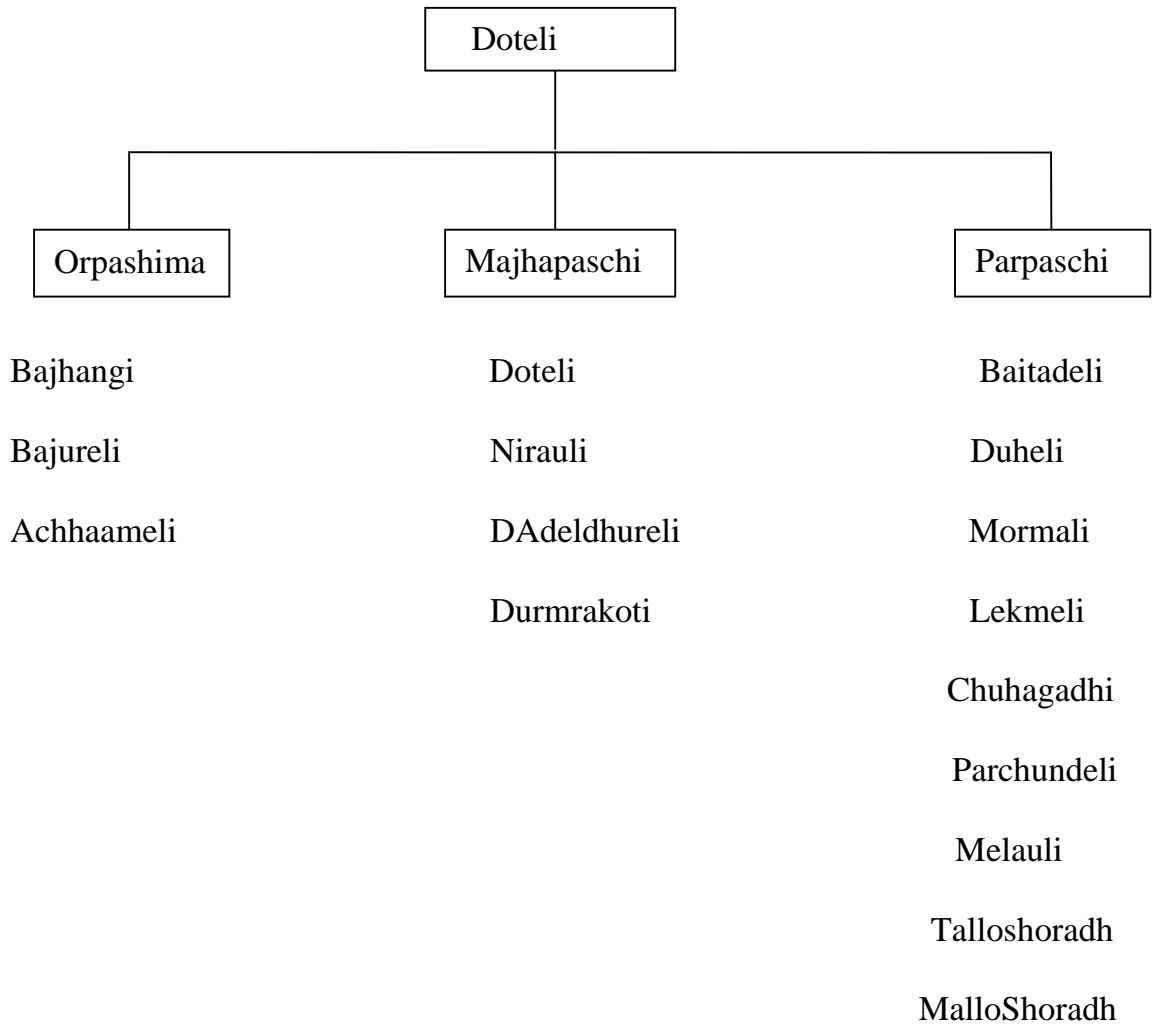 Doteli
Orpashima Majhapaschi Parpaschi
Bajhangi Doteli Baitadeli
Bajureli Nirauli Duheli
Achhaameli DAdeldhureli Mormali
Durmrakoti Lekmeli
Chuhagadhi
Parchundeli
Melauli
Talloshoradh
MalloShoradh